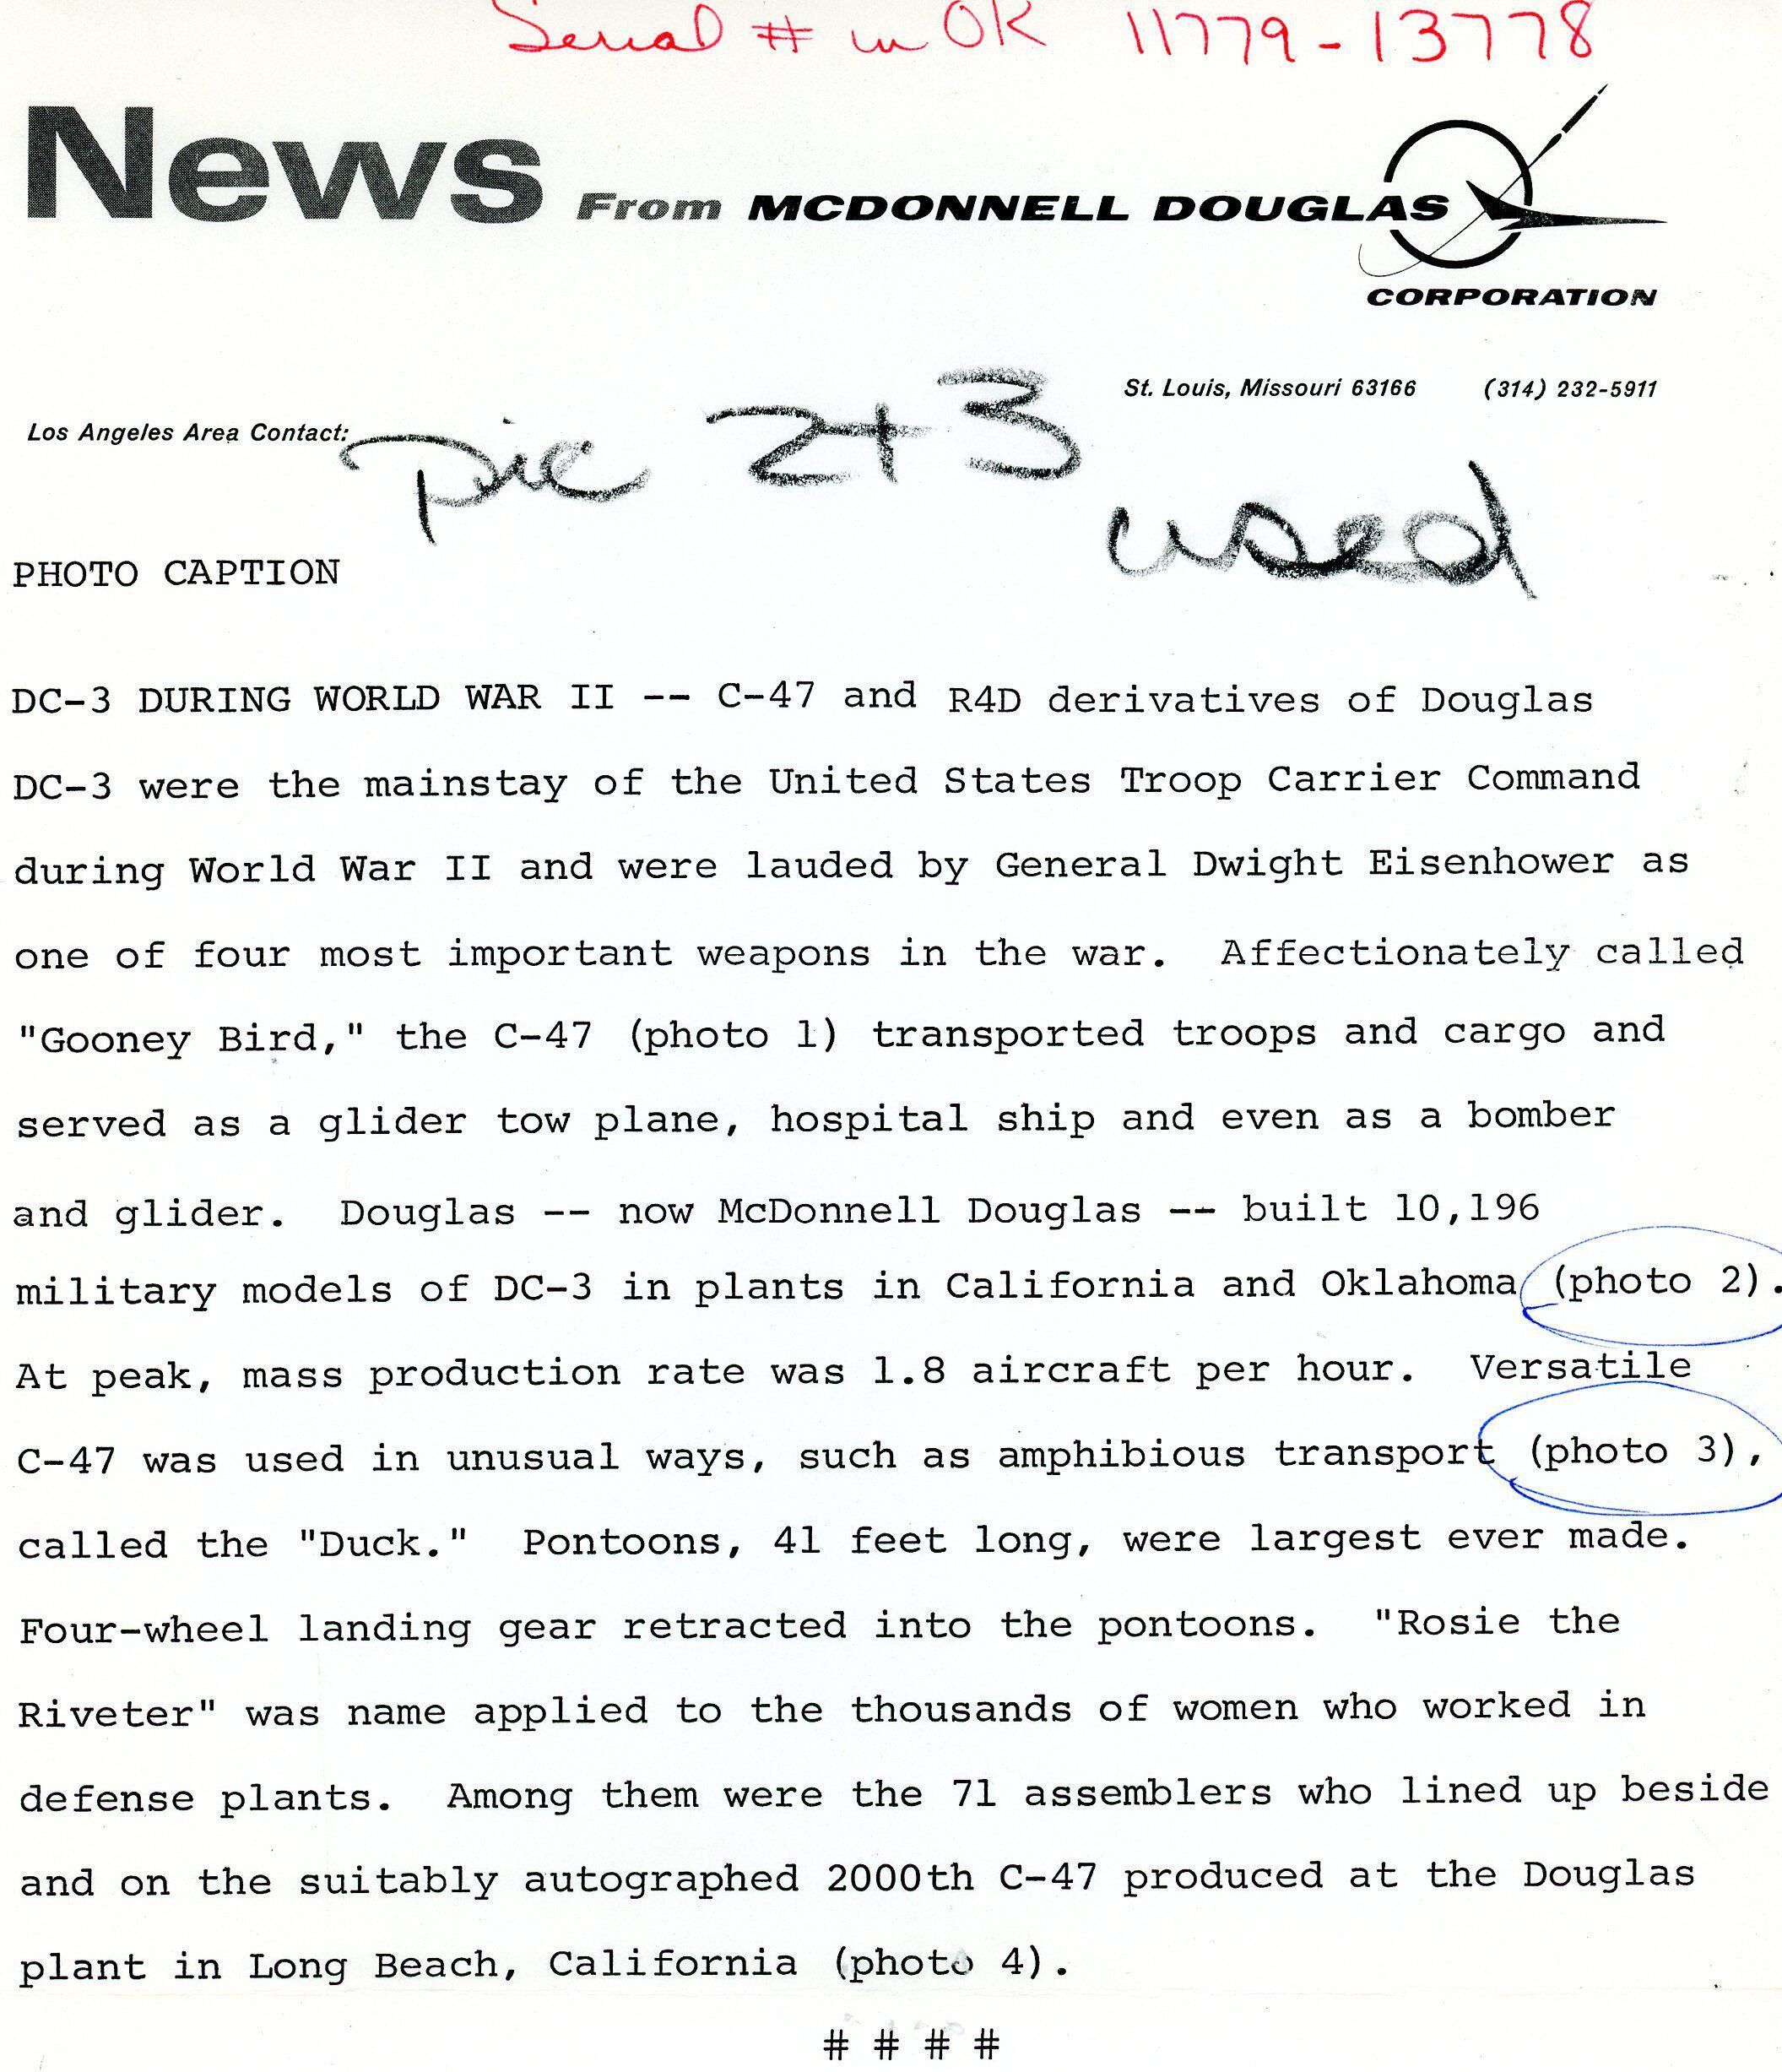 Serial # in OK 11779-13778
News From MCDONNELL DOUGLAS
CORPORATION
St. Louis, Missouri 63166 (314) 232-5911
Los Angeles Area Contact:
pic 2+3
used
PHOTO CAPTION
DC-3 DURING WORLD WAR II -- C-47 and R4D derivatives of Douglas
DC-3 were the mainstay of the United States Troop Carrier Command
during World War II and were lauded by General Dwight Eisenhower as
one of four most important weapons in the war. Affectionately called
"Gooney Bird," the C-47 (photo 1) transported troops and cargo and
served as a glider tow plane, hospital ship and even as a bomber
and glider. Douglas -- now McDonnell Douglas -- built 10,196
military models of DC-3 in plants in California and Oklahoma (photo 2).
At peak, mass production rate was 1.8 aircraft per hour. Versatile
C-47 was used in unusual ways, such as amphibious transport (photo 3),
called the "Duck." Pontoons, 41 feet long, were largest ever made.
Four-wheel landing gear retracted into the pontoons. "Rosie the
Riveter" was name applied to the thousands of women who worked in
defense plants. Among them were the 71 assemblers who lined up beside
and on the suitably autographed 2000th C-47 produced at the Douglas
plant in Long Beach, California (photo 4).
# # # #